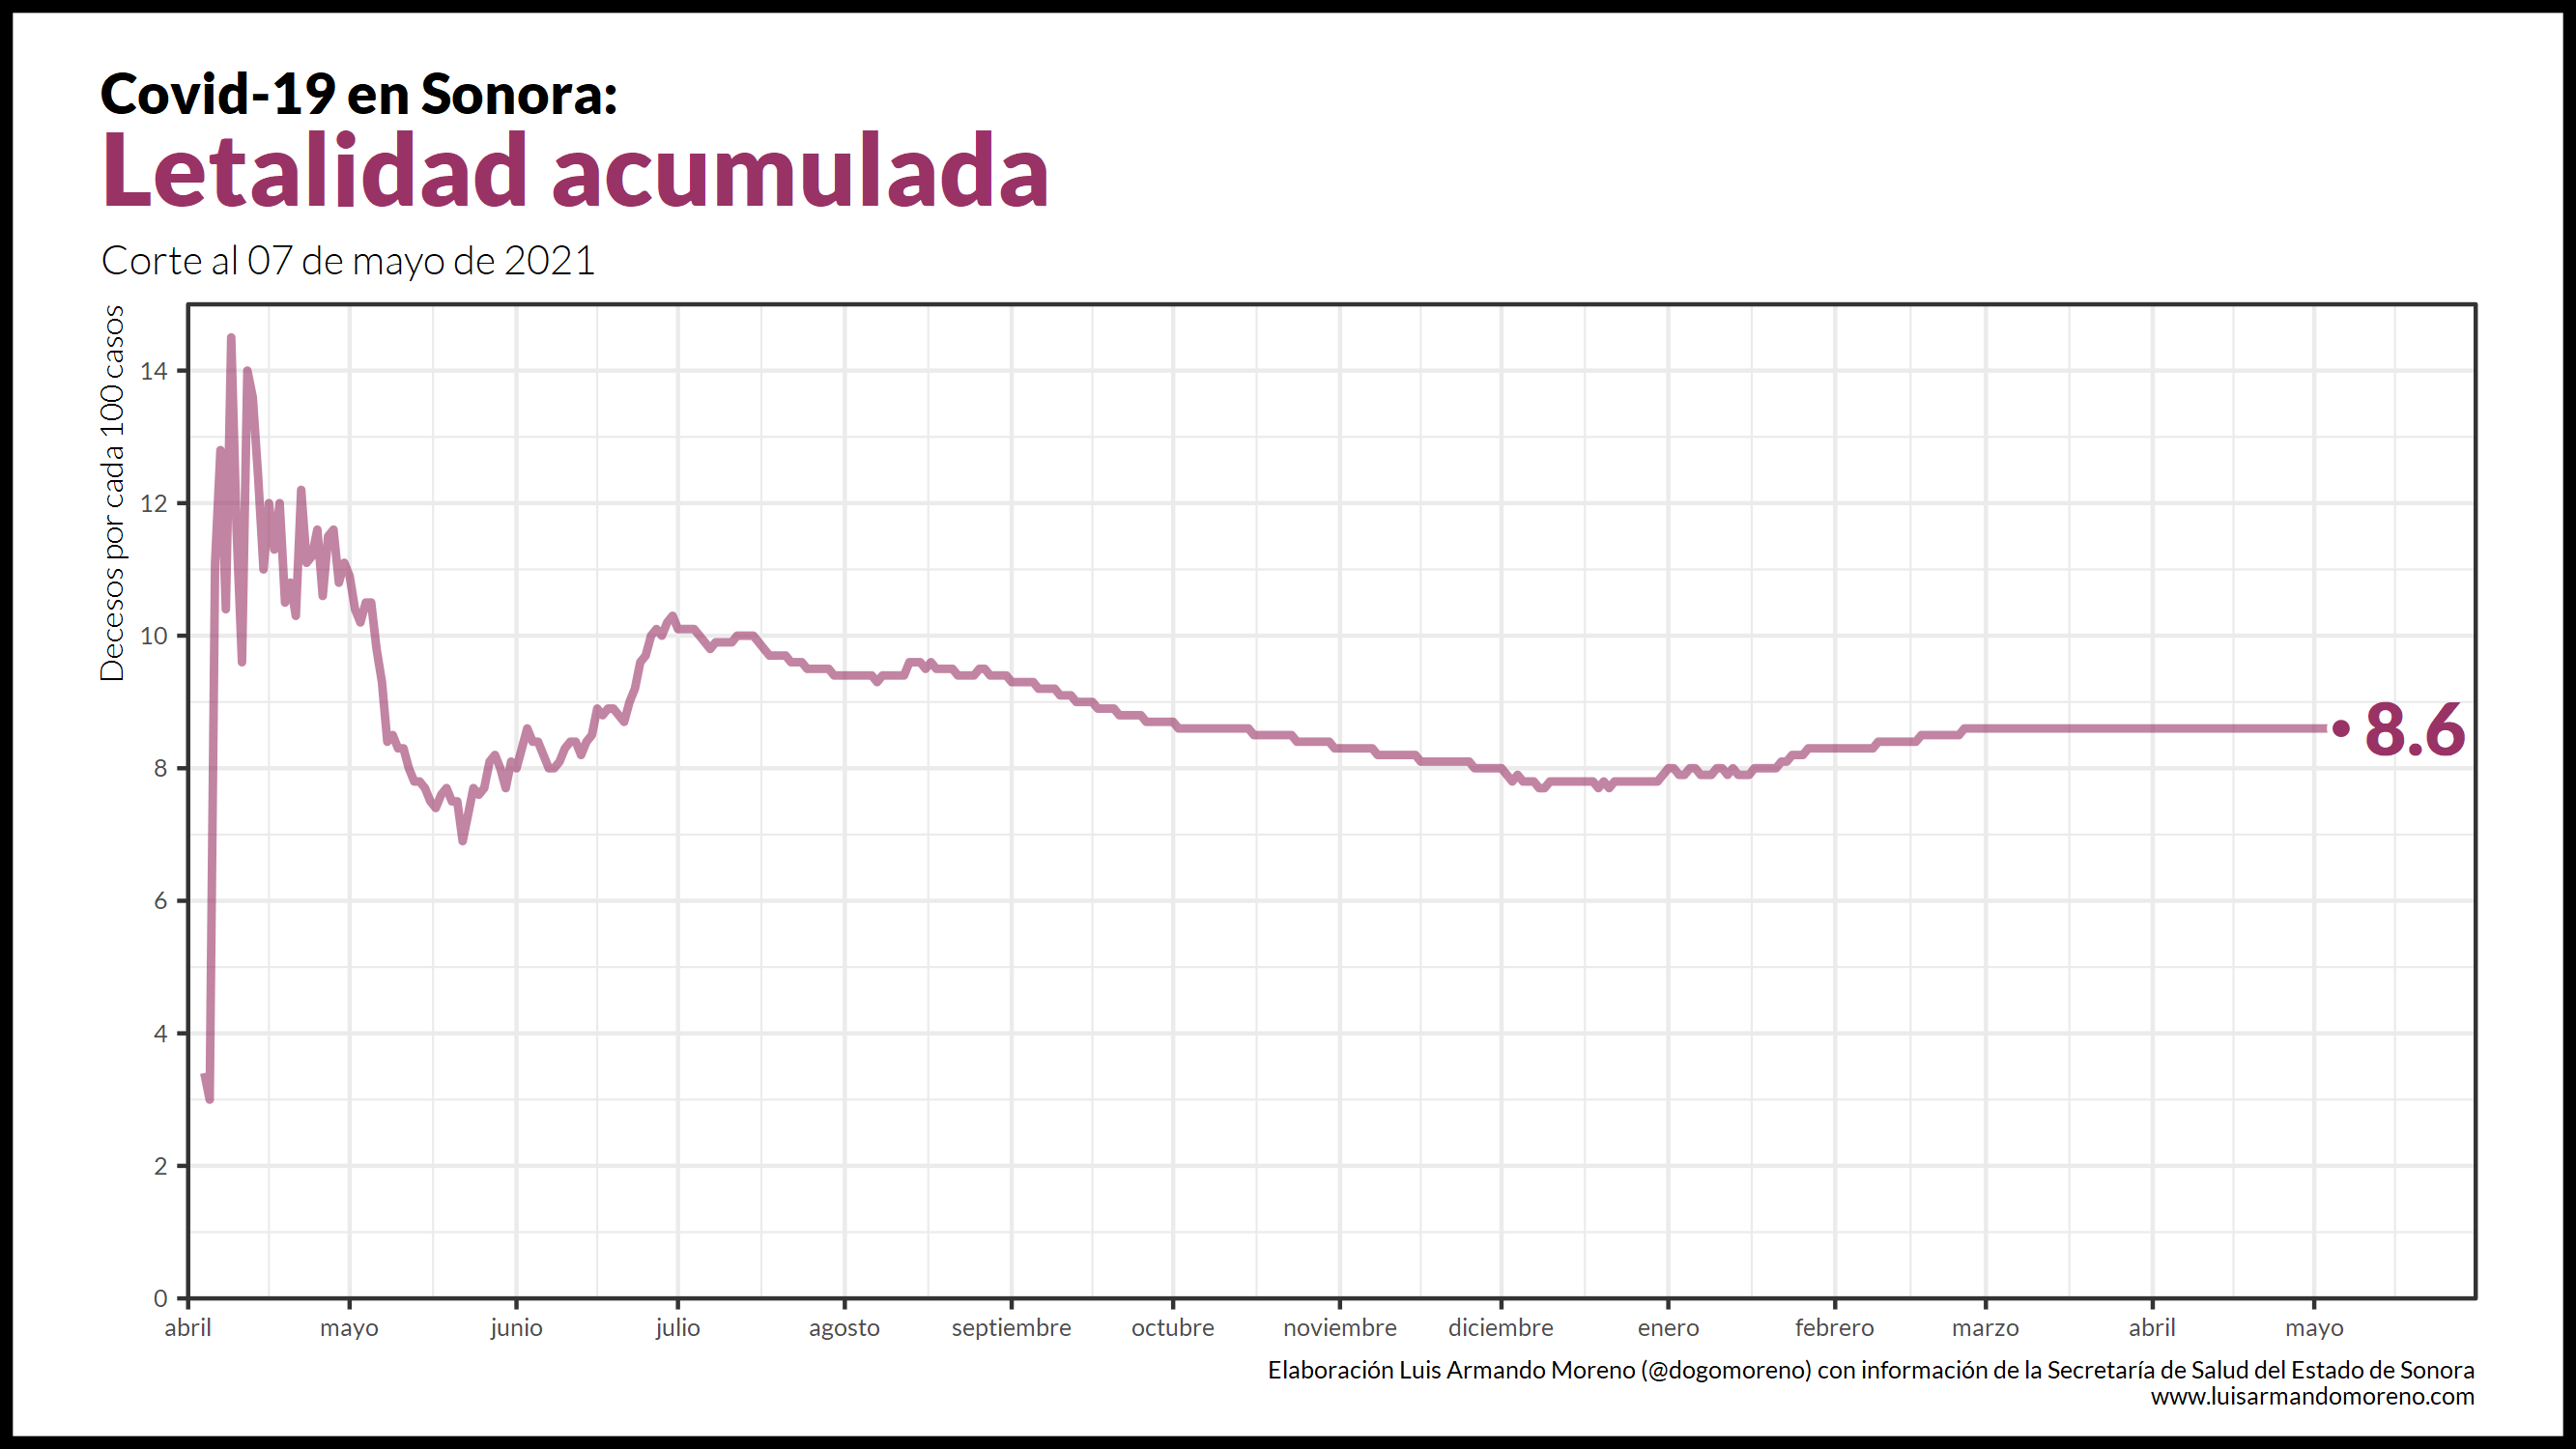 Covid-19 en Sonora:
Letalidad acumulada
Corte al 07 de mayo de 2021
Decesos por cada 100 casos
14
12
10
8
6
4
2
0
8.6
abril mayo junio julio agosto septiembre octubre noviembre diciembre enero febrero marzo abril mayo
Elaboración Luis Armando Moreno (@dogomoreno) con información de la Secretaría de Salud del Estado de Sonora
www.luisarmandomoreno.com